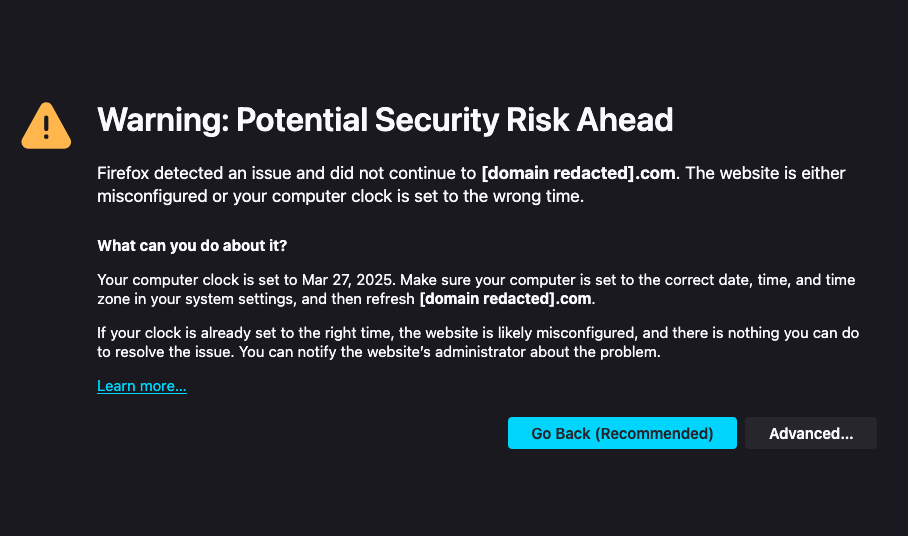 Warning: Potential Security Risk Ahead
Firefox detected an issue and did not continue to [domain redacted].com. The website is either
misconfigured or your computer clock is set to the wrong time.
What can you do about it?
Your computer clock is set to Mar 27, 2025. Make sure your computer is set to the correct date, time, and time
zone in your system settings, and then refresh [domain redacted].com.
If your clock is already set to the right time, the website is likely misconfigured, and there is nothing you can do
to resolve the issue. You can notify the website’s administrator about the problem.
Learn more...
Go Back (Recommended)
Advanced...